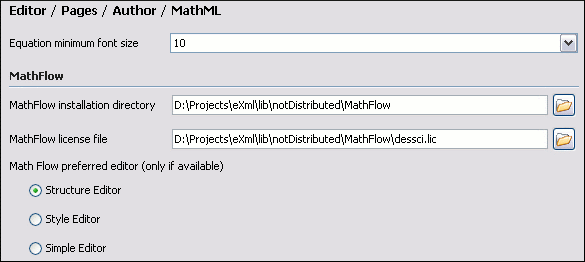 Editor / Pages / Author / MathML
Equation minimum font size 10
MathFlow
MathFlow installation directory D:\Projects\eXml\lib\notDistributed\MathFlow
MathFlow license file D:\Projects\eXml\lib\notDistributed\MathFlow\dessci.lic
Math Flow preferred editor (only if available)
Structure Editor
Style Editor
Simple Editor